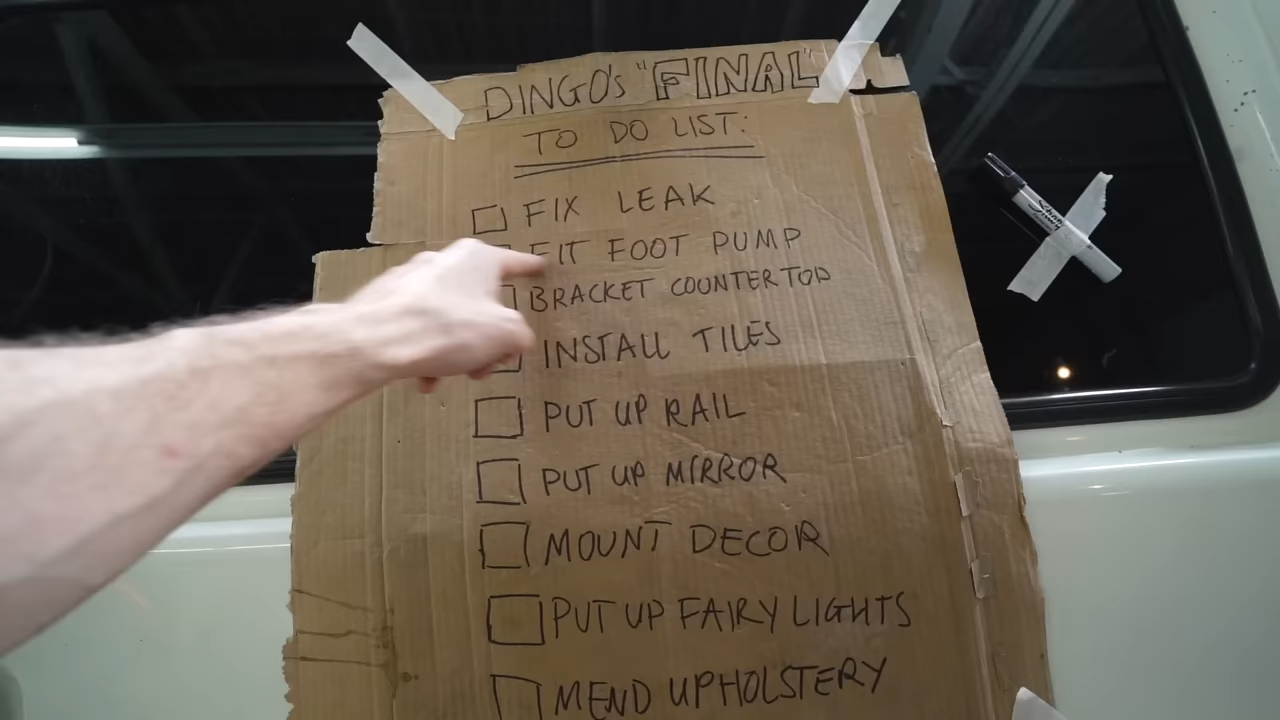 DINGO'S "FINAL"
TO DO LIST:
FIX LEAK
FIT FOOT PUMP
BRACKET COUNTERTOP
INSTALL TILES
PUT UP RAIL
PUT UP MIRROR
MOUNT DECOR
PUT UP FAIRY LIGHTS
MEND UPHOLSTERY
Sharpie